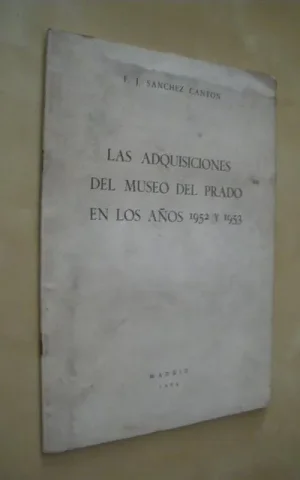 F. J. SANCHEZ CANTON
LAS ADQUISICIONES
DEL MUSEO DEL PRADO
EN LOS AÑOS 1952 Y 1953
MADRID